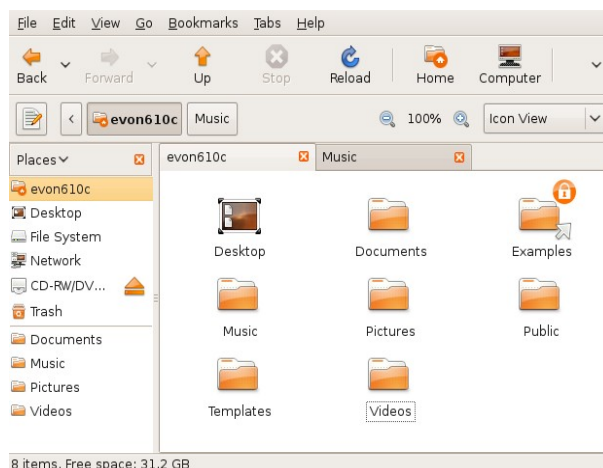 File Edit View Go Bookmarks Tabs Help
Back Forward Up Stop Reload Home Computer
evon610c Music 100% Icon View
Places
evon610c
Desktop
File System
Network
CD-RW/DV...
Trash
Documents
Music
Pictures
Videos
evon610c Music
Desktop Documents Examples
Music Pictures Public
Templates Videos
8 items, Free space: 31.2 GB